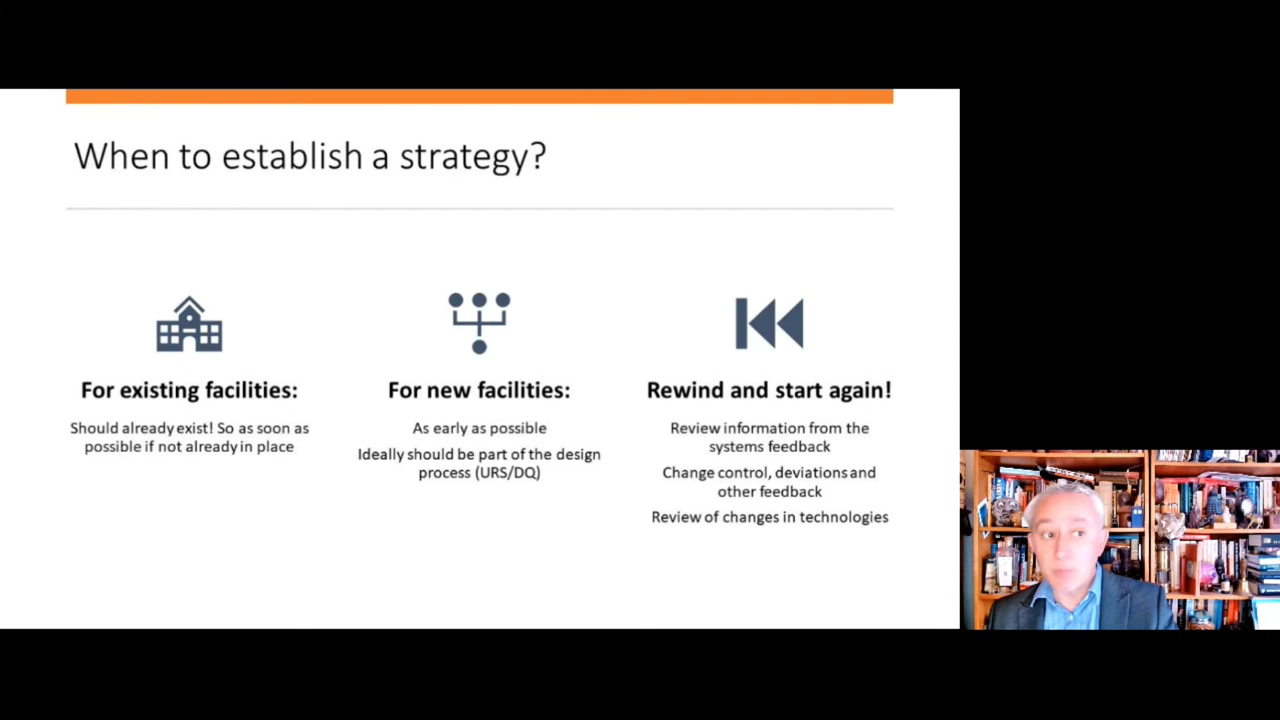 When to establish a strategy?
For existing facilities:
Should already exist! So as soon as
possible if not already in place
For new facilities:
As early as possible
Ideally should be part of the design
process (URS/DQ)
Rewind and start again!
Review information from the
systems feedback
Change control, deviations and
other feedback
Review of changes in technologies